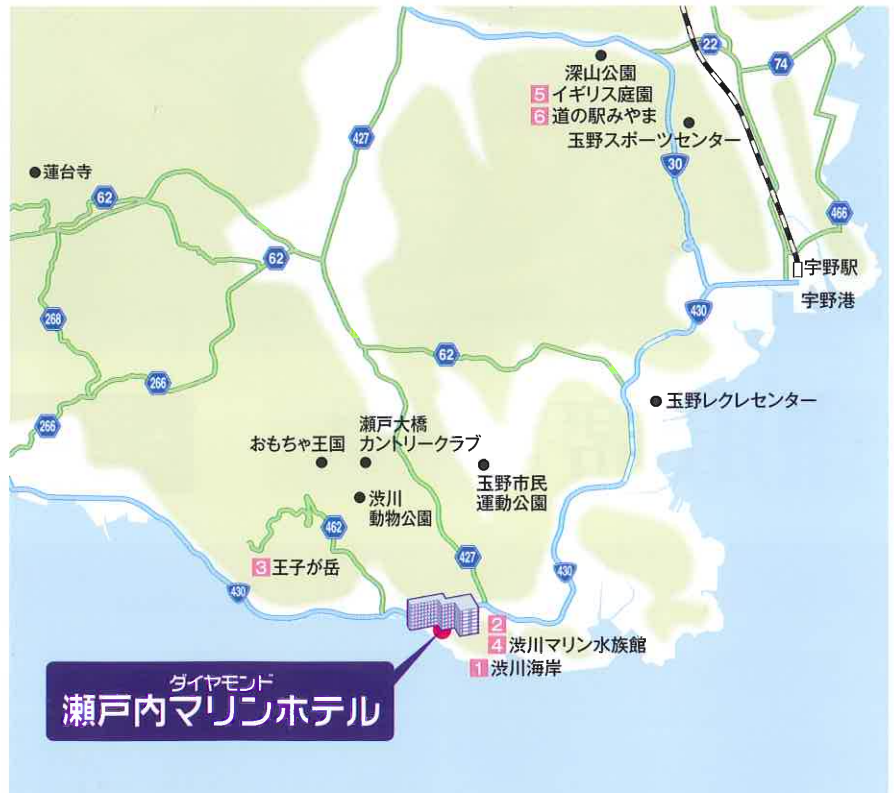 22
深山公園
74
5 イギリス庭園
6 道の駅みやま
427
玉野スポーツセンター
30
蓮台寺
62
466
62
宇野駅
宇野港
430
268
62
266
玉野レクレセンター
266
瀬戸大橋
カントリークラブ
おもちゃ王国
玉野市民
運動公園
渋川
動物公園
462
427
3 王子が岳
430
430
2
4 渋川マリン水族館
1 渋川海岸
ダイヤモンド
瀬戸内マリンホテル